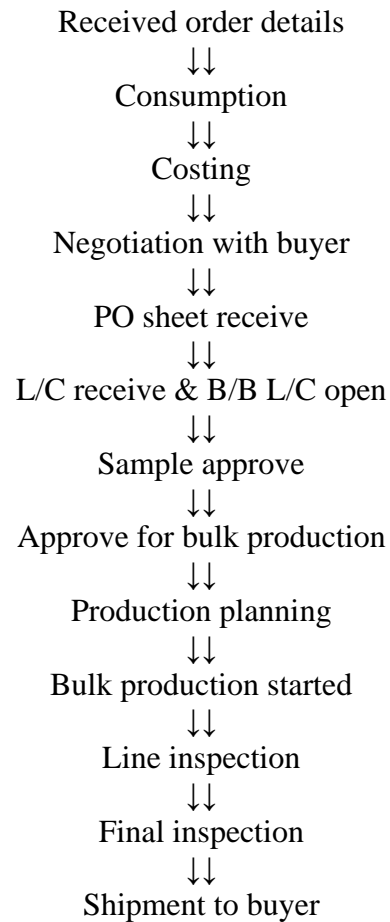 Received order details
↓↓
Consumption
↓↓
Costing
↓↓
Negotiation with buyer
↓↓
PO sheet receive
↓↓
L/C receive & B/B L/C open
↓↓
Sample approve
↓↓
Approve for bulk production
↓↓
Production planning
↓↓
Bulk production started
↓↓
Line inspection
↓↓
Final inspection
↓↓
Shipment to buyer